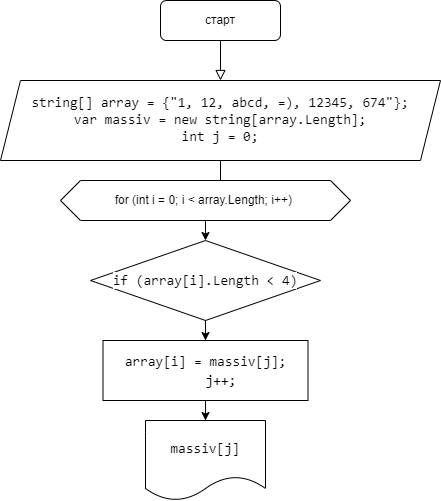 старт
string[] array = {"1, 12, abcd, =), 12345, 674"};
var massiv = new string[array.Length];
int j = 0;
for (int i = 0; i < array.Length; i++)
if (array[i].Length < 4)
array[i] = massiv[j];
j++;
massiv[j]